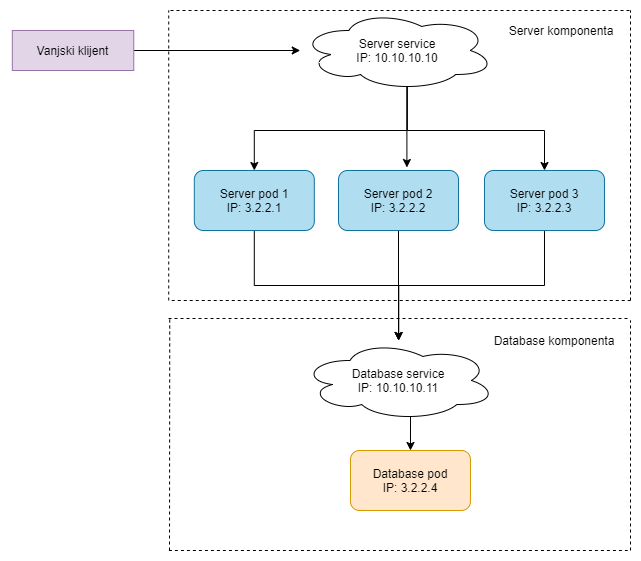 Vanjski klijent
Server komponenta
Server service
IP: 10.10.10.10
Server pod 1
IP: 3.2.2.1
Server pod 2
IP: 3.2.2.2
Server pod 3
IP: 3.2.2.3
Database komponenta
Database service
IP: 10.10.10.11
Database pod
IP: 3.2.2.4